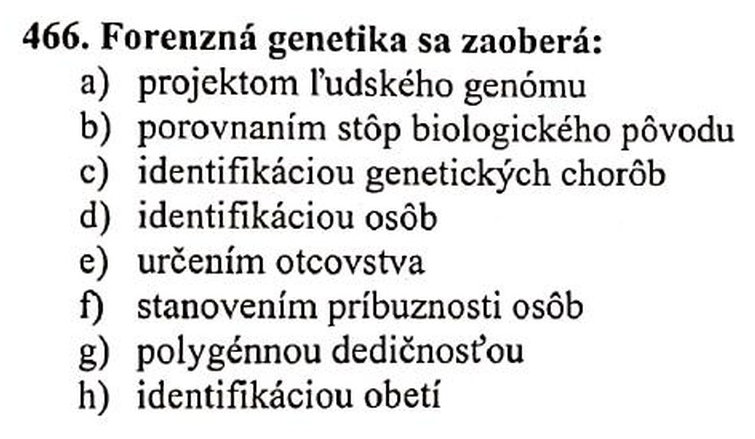 466. Forenzná genetika sa zaoberá:
a) projektom ľudského genómu
b) porovnaním stôp biologického pôvodu
c) identifikáciou genetických chorôb
d) identifikáciou osôb
e) určením otcovstva
f) stanovením príbuznosti osôb
g) polygénnou dedičnosťou
h) identifikáciou obetí